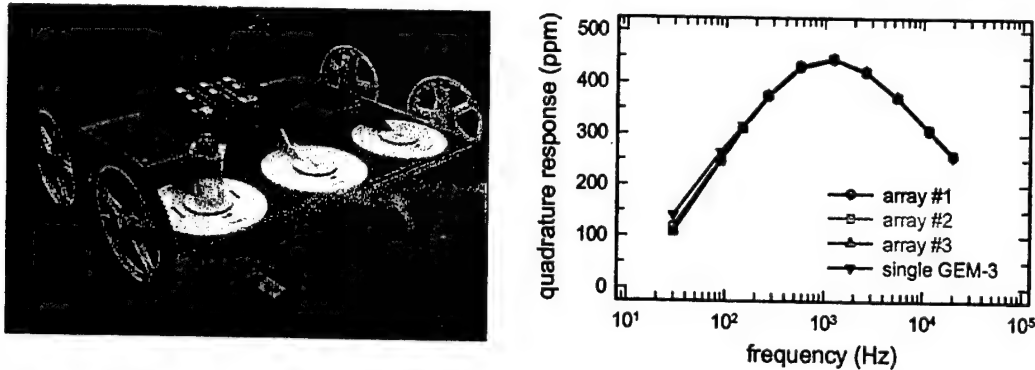 quadrature response (ppm)
500
400
300
200
100
0
array #1
array #2
array #3
single GEM-3
10¹ 10² 10³ 10⁴ 10⁵
frequency (Hz)